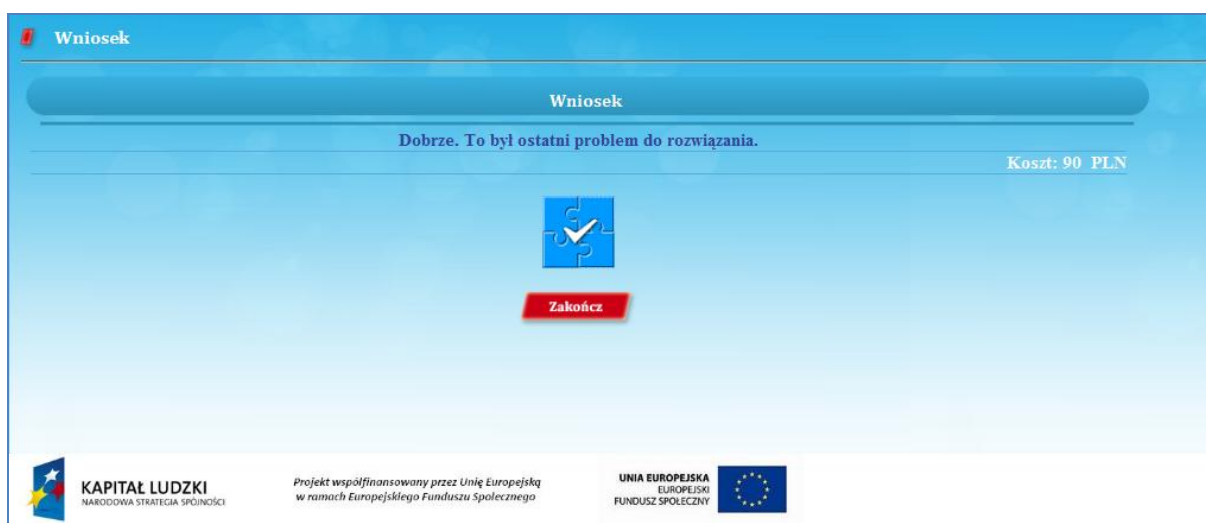 Wniosek
Wniosek
Dobrze. To był ostatni problem do rozwiązania.
Koszt: 90 PLN
Zakończ
KAPITAŁ LUDZKI
NARODOWA STRATEGIA SPÓJNOŚCI
Projekt współfinansowany przez Unię Europejską
w ramach Europejskiego Funduszu Społecznego
UNIA EUROPEJSKA
EUROPEJSKI
FUNDUSZ SPOŁECZNY